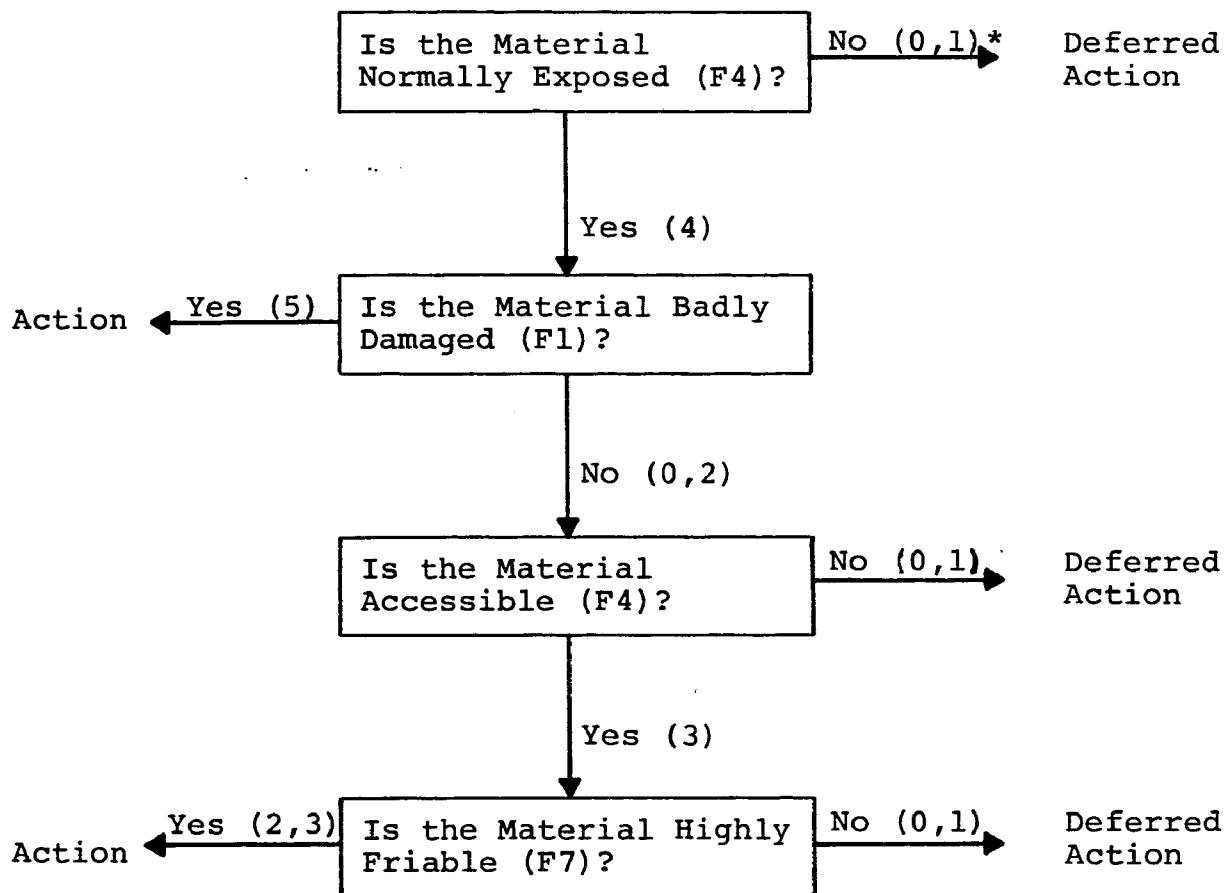 Is the Material
Normally Exposed (F4)?
No (0,1)*
Deferred
Action
Yes (4)
Action
Yes (5)
Is the Material Badly
Damaged (F1)?
No (0,2)
Is the Material
Accessible (F4)?
No (0,1)
Deferred
Action
Yes (3)
Action
Yes (2,3)
Is the Material Highly
Friable (F7)?
No (0,1)
Deferred
Action